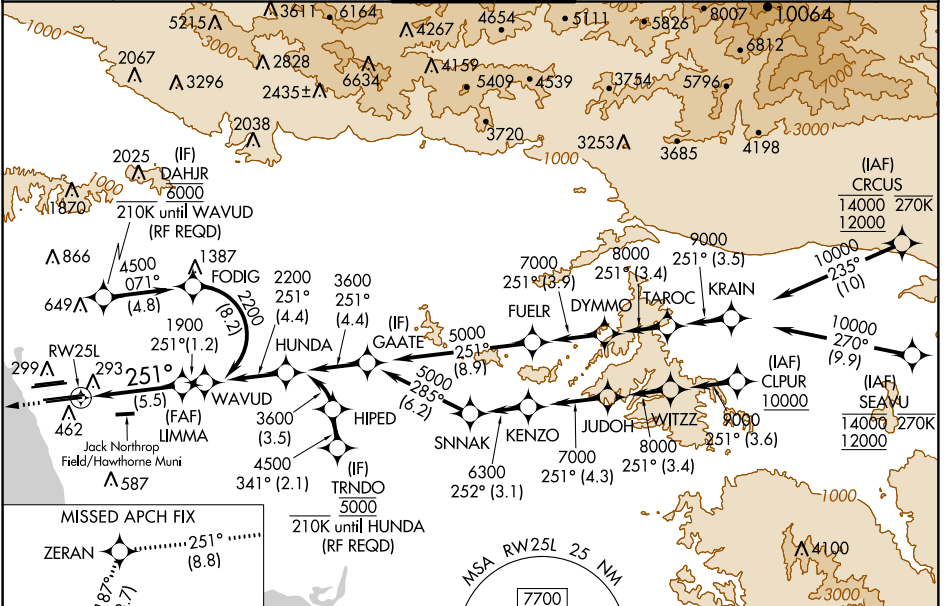 1000
5215
3611
6164
4267
4654
5111
5826
8007
10064
3000
2067
3296
2828
2435±
6634
4159
5409
4539
3754
5796
6812
2038
3720
3253
3685
4198
3000
1000
2025
1870
(IF)
DAHJR
6000
210K until WAVUD
(RF REQD)
866
649
4500
071°
(4.8)
1387
FODIG
2200
(8.2)
(IAF)
CRCUS
14000 270K
12000
10000
235°
(10)
9000
251° (3.5)
KRAIN
8000
251° (3.4)
TAROC
7000
251° (3.9)
DYMMO
FUELR
5000
251°
(8.9)
(IF)
GAATE
3600
251°
(4.4)
2200
251°
(4.4)
HUNDA
1900
251°(1.2)
RW25L
299
293
462
251°
(5.5)
(FAF)
LIMMA
WAVUD
Jack Northrop
Field/Hawthorne Muni
587
3600
(3.5)
HIPED
4500
341° (2.1)
(IF)
TRNDO
5000
210K until HUNDA
(RF REQD)
5000
285°
(6.2)
SNNAK
KENZO
JUDOH
WITZZ
6300
252° (3.1)
7000
251° (4.3)
8000
251° (3.4)
9000
251° (3.6)
(IAF)
CLPUR
10000
10000
270°
(9.9)
(IAF)
SEAVU
14000 270K
12000
1000
4100
3000
MISSED APCH FIX
ZERAN
251°
(8.8)
MSA RW25L 25 NM
7700